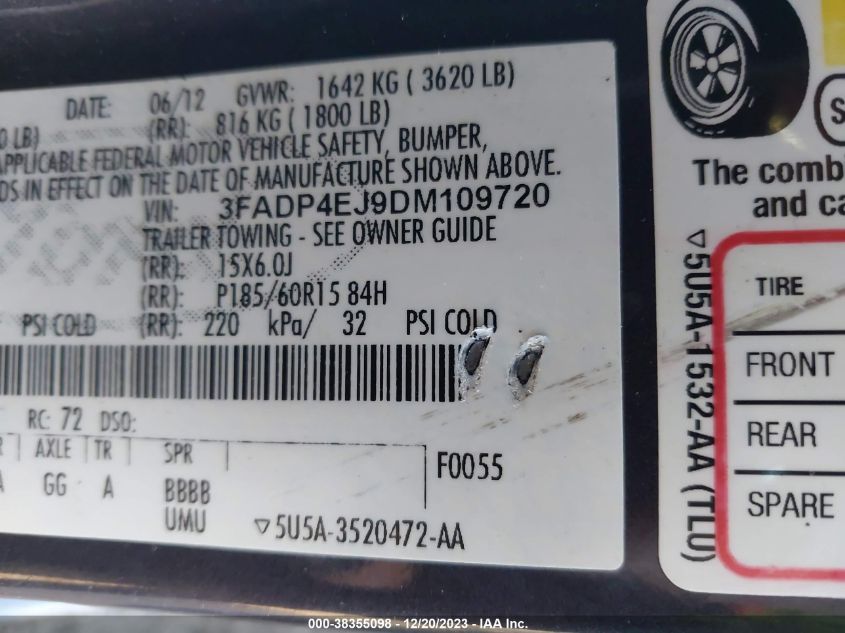 DATE: 06/12 GVWR: 1642 KG ( 3620 LB)
LB) (RR): 816 KG ( 1800 LB)
APPLICABLE FEDERAL MOTOR VEHICLE SAFETY, BUMPER,
IN EFFECT ON THE DATE OF MANUFACTURE SHOWN ABOVE.
VIN: 3FADP4EJ9DM109720
TRAILER TOWING - SEE OWNER GUIDE
(RR): 15X6.0J
(RR): P185/60R15 84H
PSI COLD (RR): 220 kPa/ 32 PSI COLD
RC: 72 DSO:
R AXLE TR SPR
A GG A BBBB F0055
UMU
▽5U5A-3520472-AA
The
and
▽5U5A-1532-AA (TLU)
TIRE
FRONT
REAR
SPARE
000-38355098 - 12/20/2023 - IAA Inc.